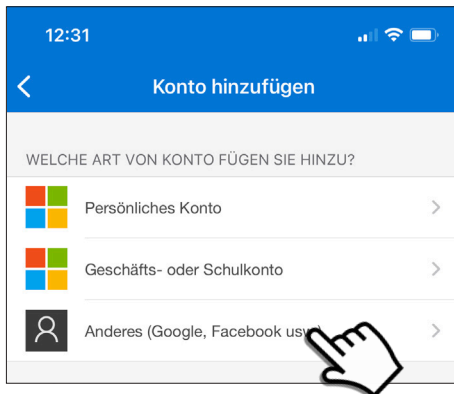 12:31
Konto hinzufügen
WELCHE ART VON KONTO FÜGEN SIE HINZU?
Persönliches Konto
Geschäfts- oder Schulkonto
Anderes (Google, Facebook usw.)